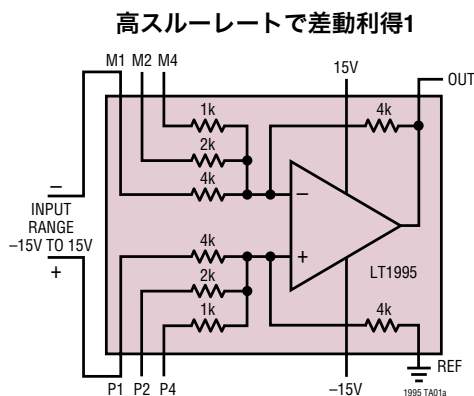 高スルーレートで差動利得1
M1 M2 M4
15V
OUT
1k
4k
2k
4k
–
INPUT
RANGE
–15V TO 15V
+
–
+
4k
2k
1k
LT1995
4k
REF
P1 P2 P4
–15V
1995 TA01a